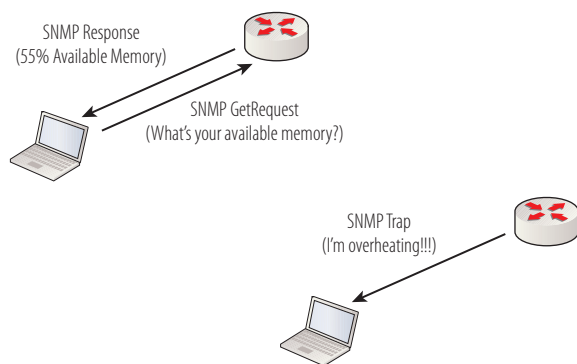 SNMP Response
(55% Available Memory)
SNMP GetRequest
(What's your available memory?)
SNMP Trap
(I'm overheating!!!)